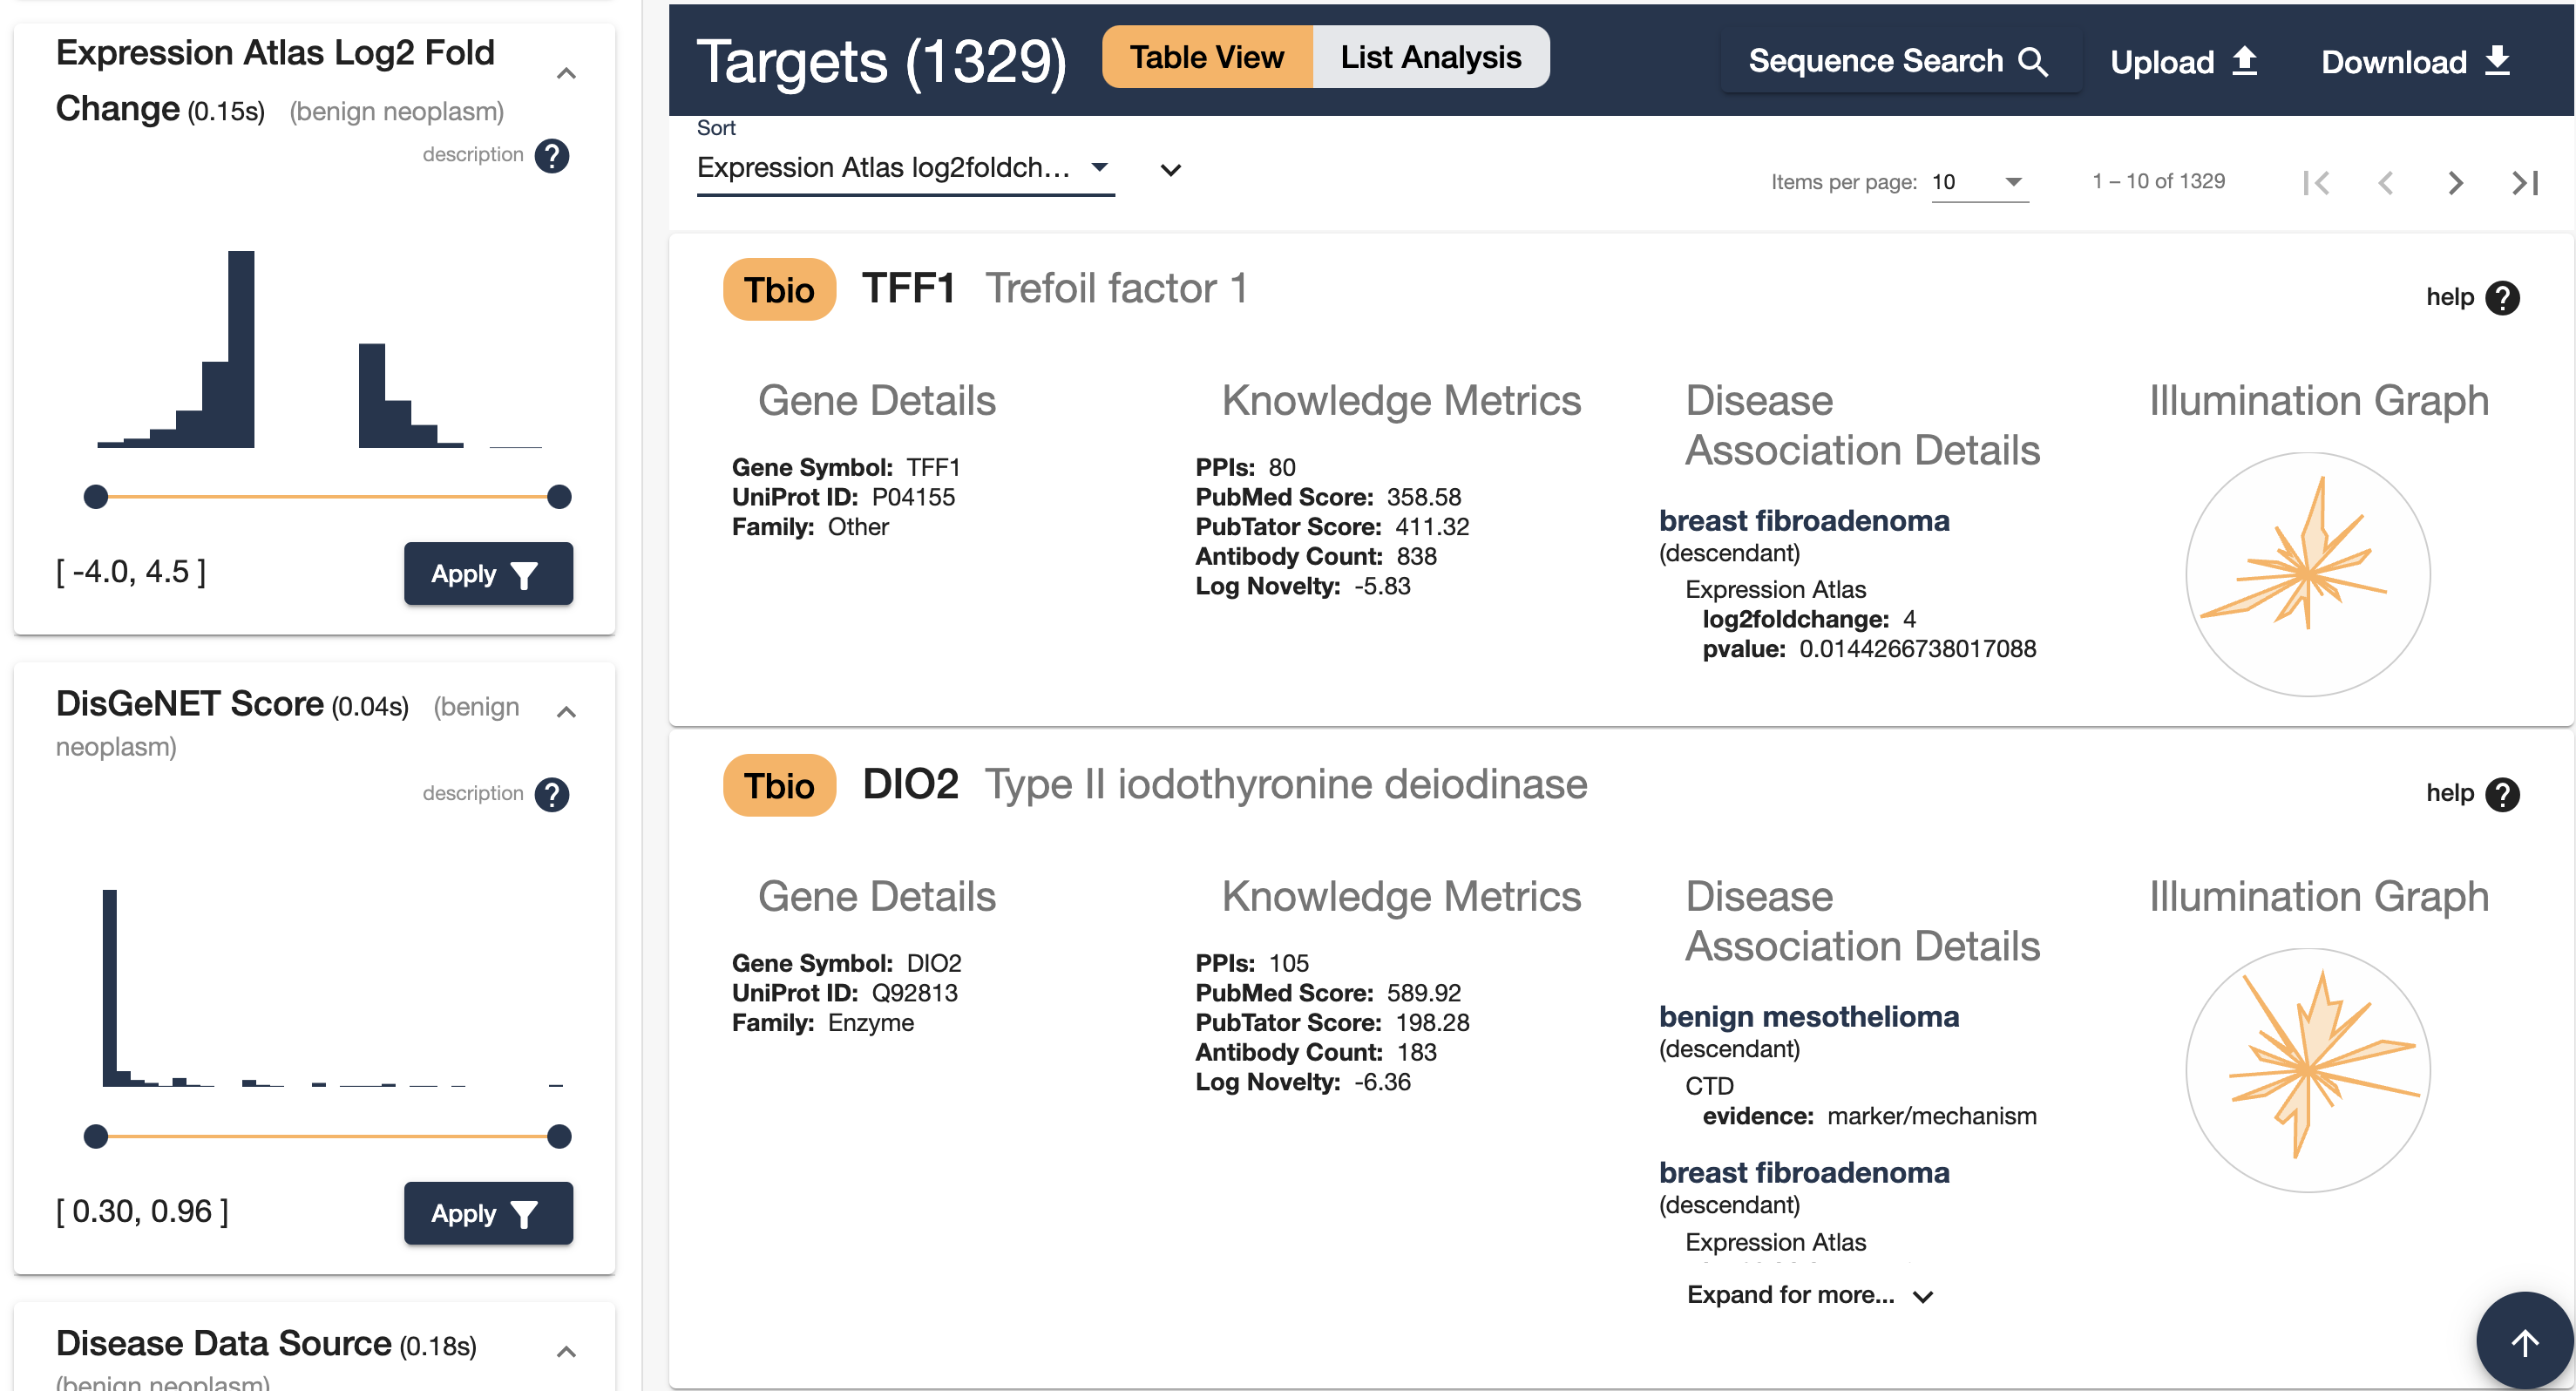 Expression Atlas Log2 Fold
Change (0.15s) (benign neoplasm)
description ?
[ -4.0, 4.5 ]
Apply
DisGeNET Score (0.04s) (benign
neoplasm)
description ?
[ 0.30, 0.96 ]
Apply
Disease Data Source (0.18s)
(benign neoplasm)
Targets (1329) Table View List Analysis Sequence Search Upload Download
Sort
Expression Atlas log2foldch...
Items per page: 10 1 – 10 of 1329
Tbio TFF1 Trefoil factor 1
help ?
Gene Details
Gene Symbol: TFF1
UniProt ID: P04155
Family: Other
Knowledge Metrics
PPIs: 80
PubMed Score: 358.58
PubTator Score: 411.32
Antibody Count: 838
Log Novelty: -5.83
Disease
Association Details
breast fibroadenoma
(descendant)
Expression Atlas
log2foldchange: 4
pvalue: 0.0144266738017088
Illumination Graph
Tbio DIO2 Type II iodothyronine deiodinase
help ?
Gene Details
Gene Symbol: DIO2
UniProt ID: Q92813
Family: Enzyme
Knowledge Metrics
PPIs: 105
PubMed Score: 589.92
PubTator Score: 198.28
Antibody Count: 183
Log Novelty: -6.36
Disease
Association Details
benign mesothelioma
(descendant)
CTD
evidence: marker/mechanism
breast fibroadenoma
(descendant)
Expression Atlas
Expand for more...
Illumination Graph